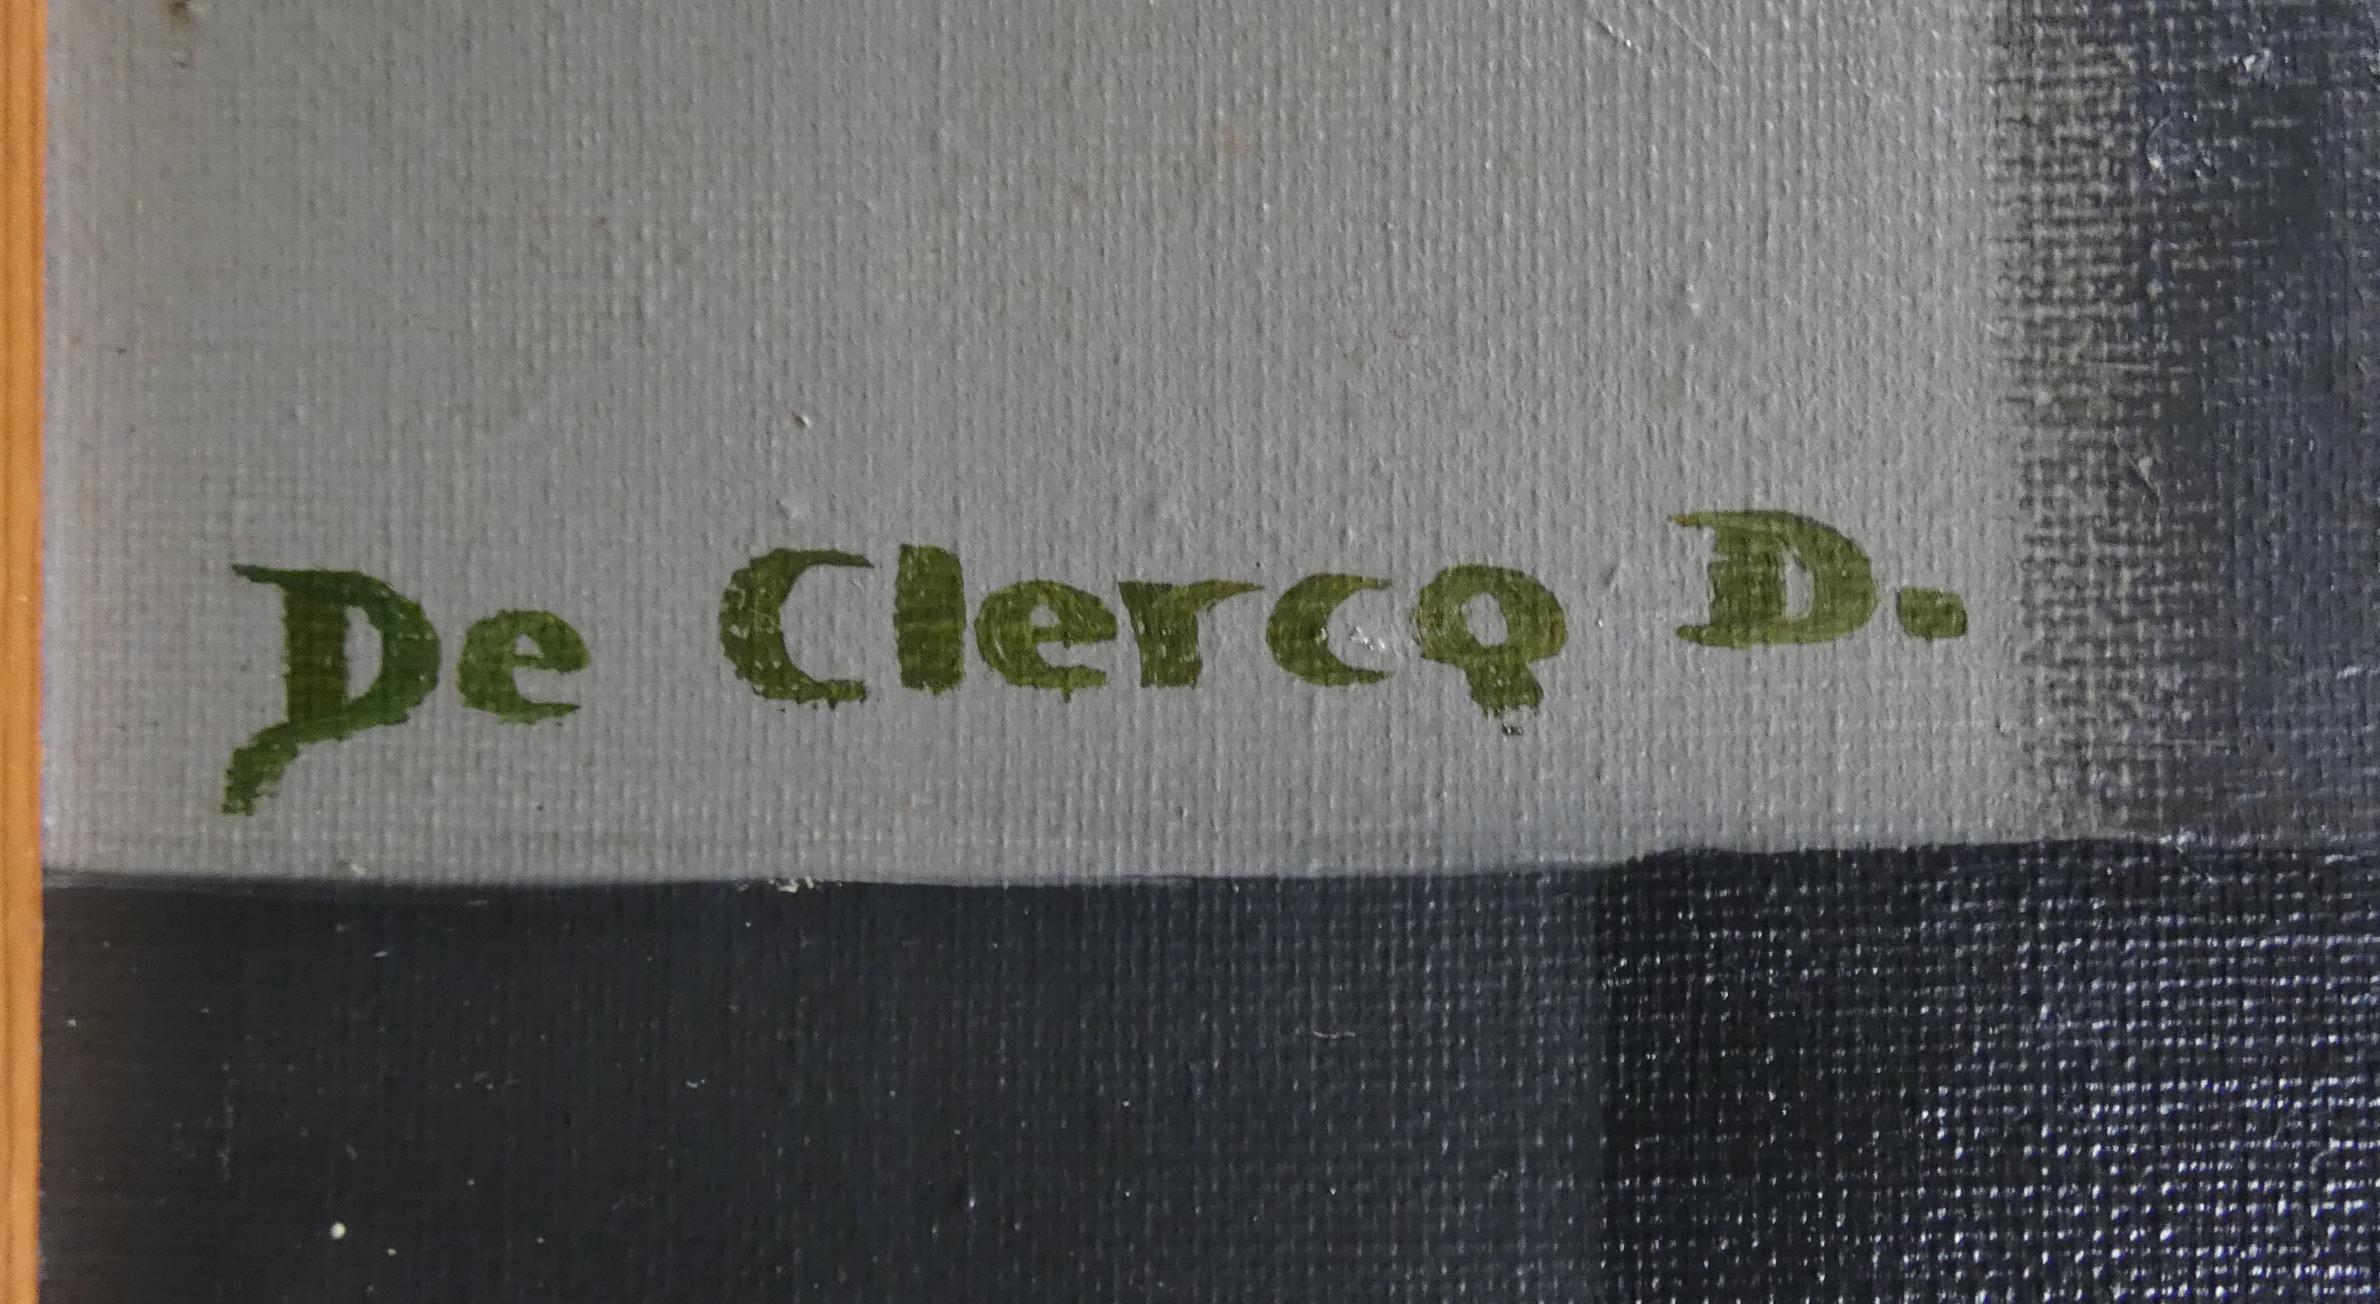 De Clercq D.